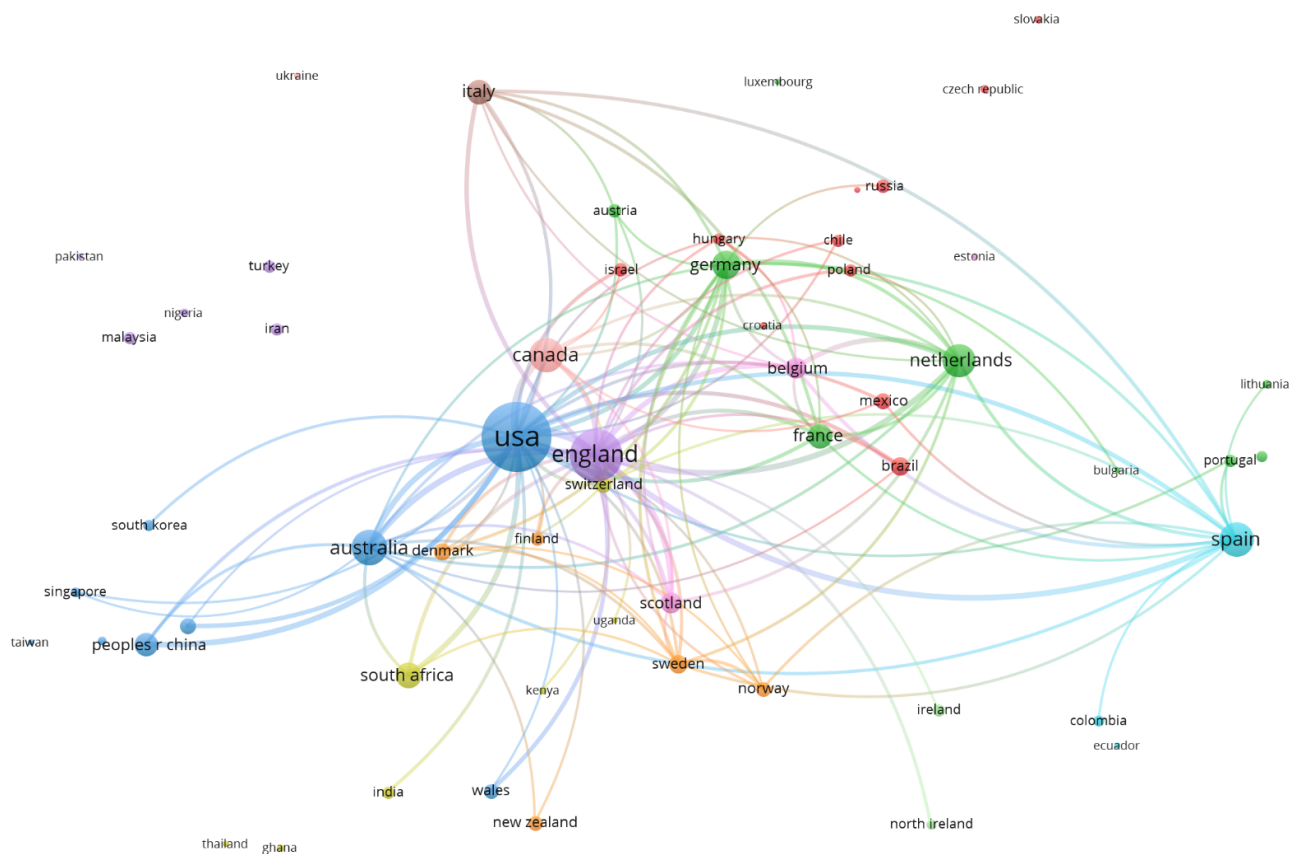 slovakia
ukraine
luxembourg
czech republic
italy
russia
austria
hungary
chile
pakistan
turkey
israel
germany
poland
estonia
nigeria
croatia
malaysia
iran
canada
netherlands
belgium
lithuania
mexico
usa
france
england
brazil
bulgaria
portugal
switzerland
south korea
australia
denmark
finland
spain
singapore
scotland
uganda
taiwan
peoples r china
south africa
sweden
kenya
norway
ireland
colombia
ecuador
india
wales
new zealand
north ireland
thailand
ghana